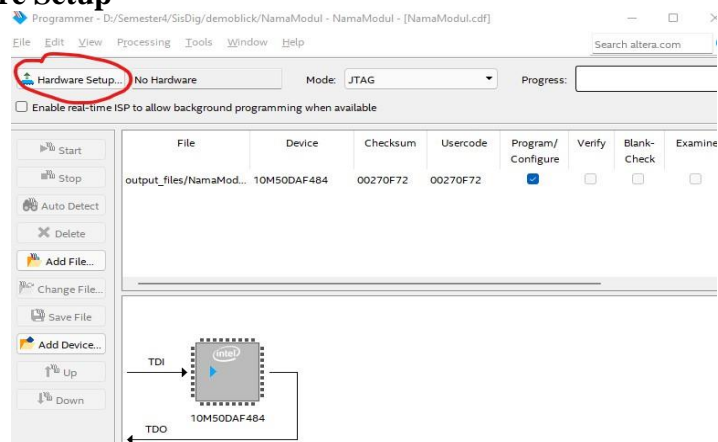 re Setup
Programmer - D:/Semester4/SisDig/demoblick/NamaModul - NamaModul - [NamaModul.cdf]
File Edit View Processing Tools Window Help
Search altera.com
Hardware Setup... No Hardware Mode: JTAG Progress:
Enable real-time ISP to allow background programming when available
Start
Stop
Auto Detect
Delete
Add File...
Change File...
Save File
Add Device...
Up
Down
File Device Checksum Usercode Program/ Configure Verify Blank- Check Examine
output_files/NamaMod... 10M50DAF484 00270F72 00270F72
TDI
intel
10M50DAF484
TDO